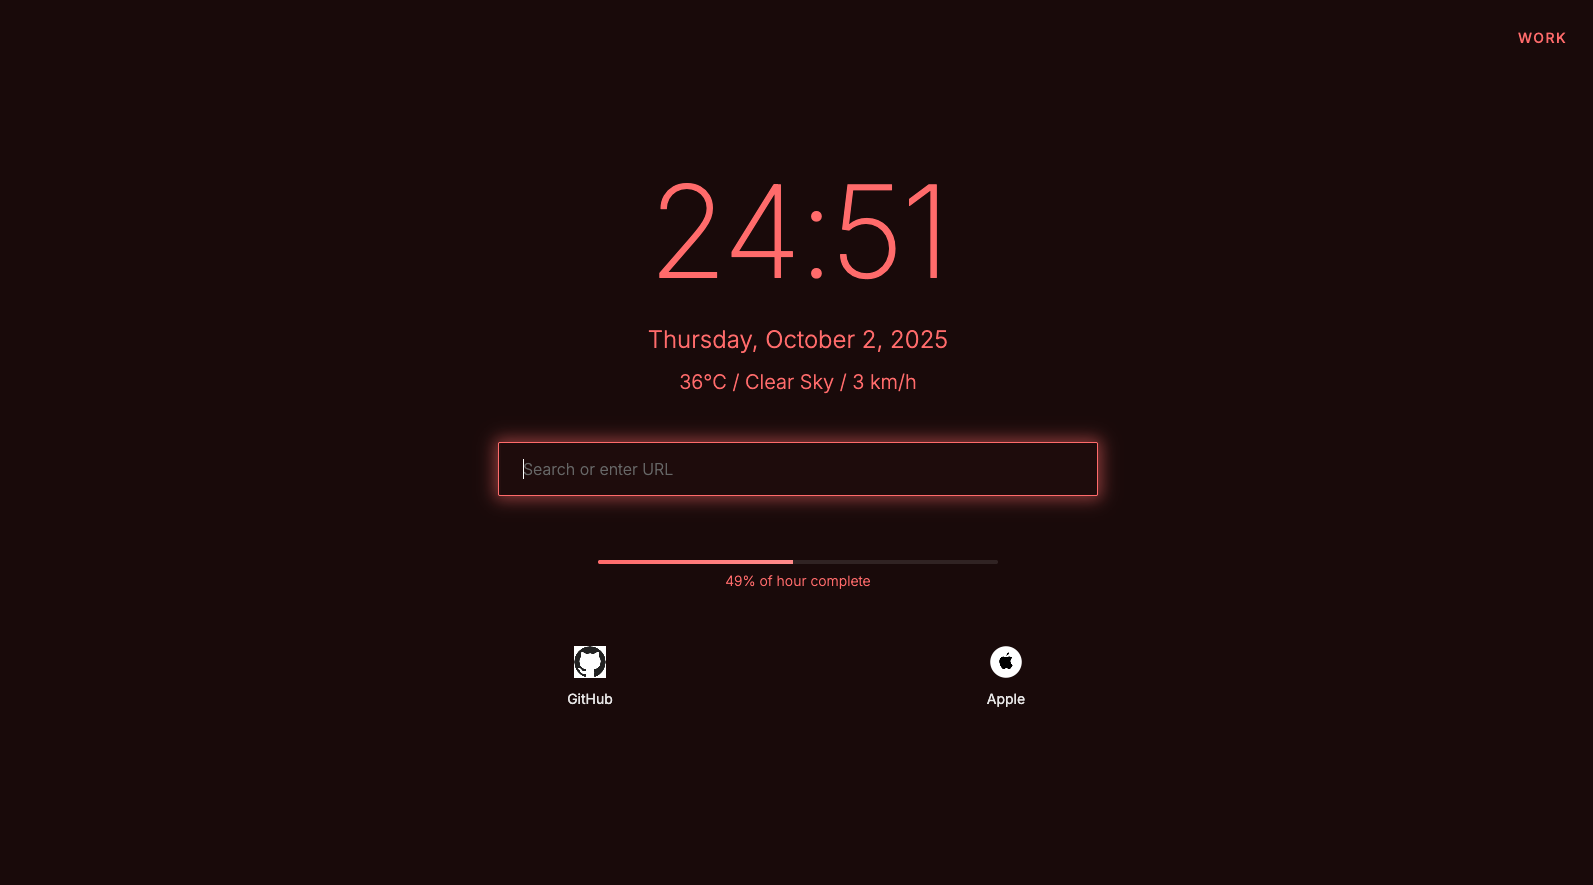 WORK
24:51
Thursday, October 2, 2025
36°C / Clear Sky / 3 km/h
Search or enter URL
49% of hour complete
GitHub
Apple